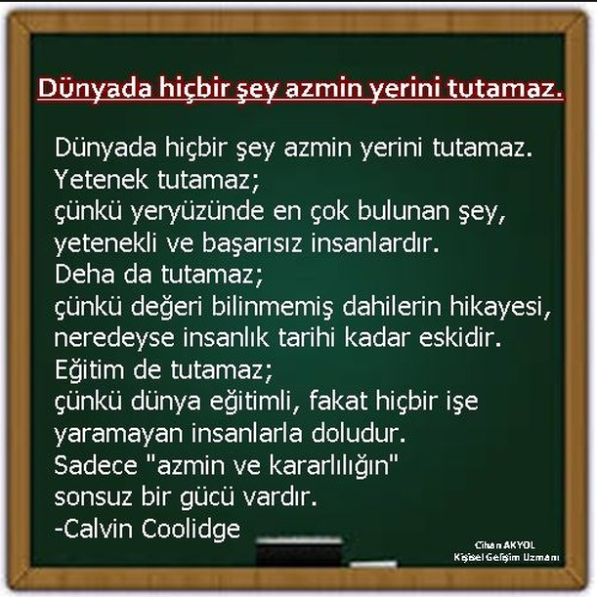 Dünyada hiçbir şey azmin yerini tutamaz.
Dünyada hiçbir şey azmin yerini tutamaz.
Yetenek tutamaz;
çünkü yeryüzünde en çok bulunan şey,
yetenekli ve başarısız insanlardır.
Deha da tutamaz;
çünkü değeri bilinmemiş dahilerin hikayesi,
neredeyse insanlık tarihi kadar eskidir.
Eğitim de tutamaz;
çünkü dünya eğitimli, fakat hiçbir işe
yaramayan insanlarla doludur.
Sadece "azmin ve kararlılığın"
sonsuz bir gücü vardır.
-Calvin Coolidge
Cihan AKYOL
Kişisel Gelişim Uzmanı